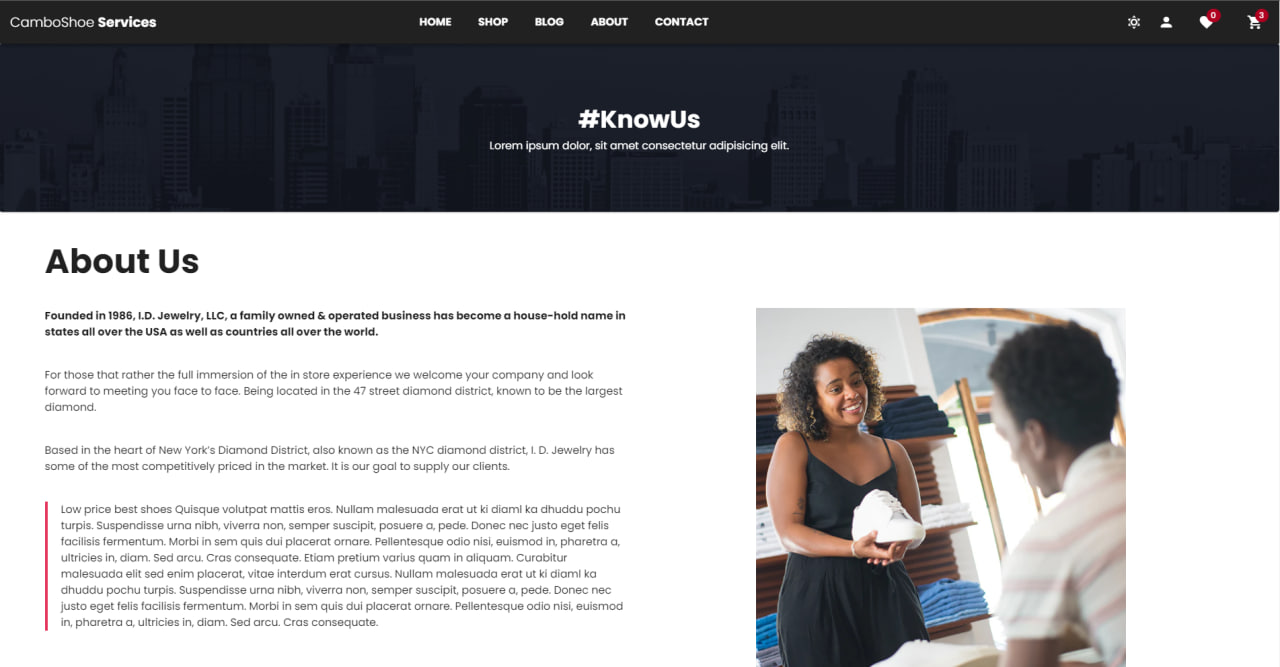 CamboShoe Services
HOME SHOP BLOG ABOUT CONTACT
0
3
#KnowUs
Lorem ipsum dolor, sit amet consectetur adipisicing elit.
About Us
Founded in 1986, I.D. Jewelry, LLC, a family owned & operated business has become a house-hold name in
states all over the USA as well as countries all over the world.
For those that rather the full immersion of the in store experience we welcome your company and look
forward to meeting you face to face. Being located in the 47 street diamond district, known to be the largest
diamond.
Based in the heart of New York's Diamond District, also known as the NYC diamond district, I. D. Jewelry has
some of the most competitively priced in the market. It is our goal to supply our clients.
Low price best shoes Quisque volutpat mattis eros. Nullam malesuada erat ut ki diaml ka dhuddu pochu
turpis. Suspendisse urna nibh, viverra non, semper suscipit, posuere a, pede. Donec nec justo eget felis
facilisis fermentum. Morbi in sem quis dui placerat ornare. Pellentesque odio nisi, euismod in, pharetra a,
ultricies in, diam. Sed arcu. Cras consequate. Etiam pretium varius quam in aliquam. Curabitur
malesuada elit sed enim placerat, vitae interdum erat cursus. Nullam malesuada erat ut ki diaml ka
dhuddu pochu turpis. Suspendisse urna nibh, viverra non, semper suscipit, posuere a, pede. Donec nec
justo eget felis facilisis fermentum. Morbi in sem quis dui placerat ornare. Pellentesque odio nisi, euismod
in, pharetra a, ultricies in, diam. Sed arcu. Cras consequate.